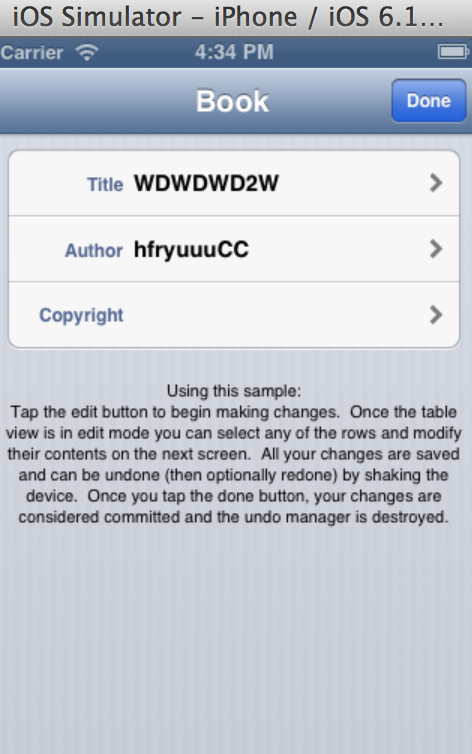 iOS Simulator – iPhone / iOS 6.1...
Carrier 4:34 PM
Book Done
Title WDWDWD2W
Author hfryuuuCC
Copyright
Using this sample:
Tap the edit button to begin making changes.  Once the table
view is in edit mode you can select any of the rows and modify
their contents on the next screen.  All your changes are saved
and can be undone (then optionally redone) by shaking the
device.  Once you tap the done button, your changes are
considered committed and the undo manager is destroyed.